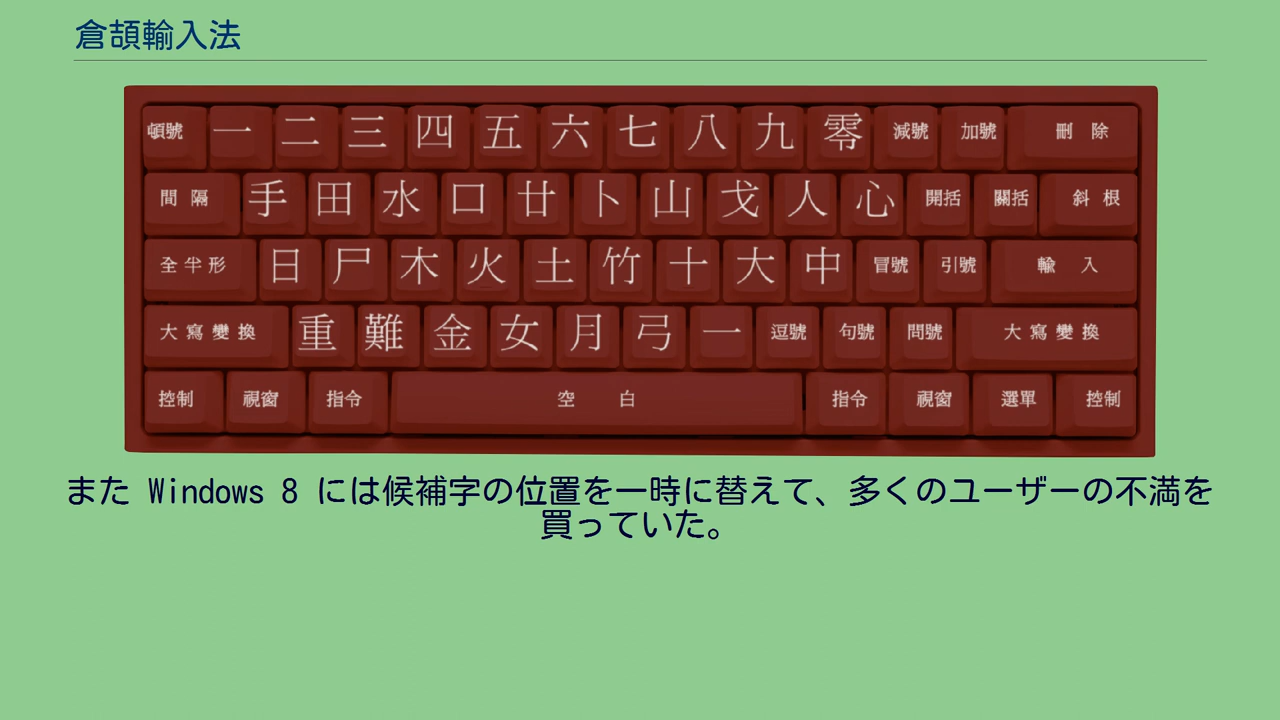 倉頡輸入法
頓號 一 二 三 四 五 六 七 八 九 零 減號 加號 刪 除
間 隔 手 田 水 口 廿 卜 山 戈 人 心 開括 關括 斜 根
全半形 日 尸 木 火 土 竹 十 大 中 冒號 引號 輸 入
大寫變換 重 難 金 女 月 弓 一 逗號 句號 問號 大寫變換
控制 視窗 指令 空 白 指令 視窗 選單 控制
また Windows 8 には候補字の位置を一時に替えて、多くのユーザーの不満を
買っていた。